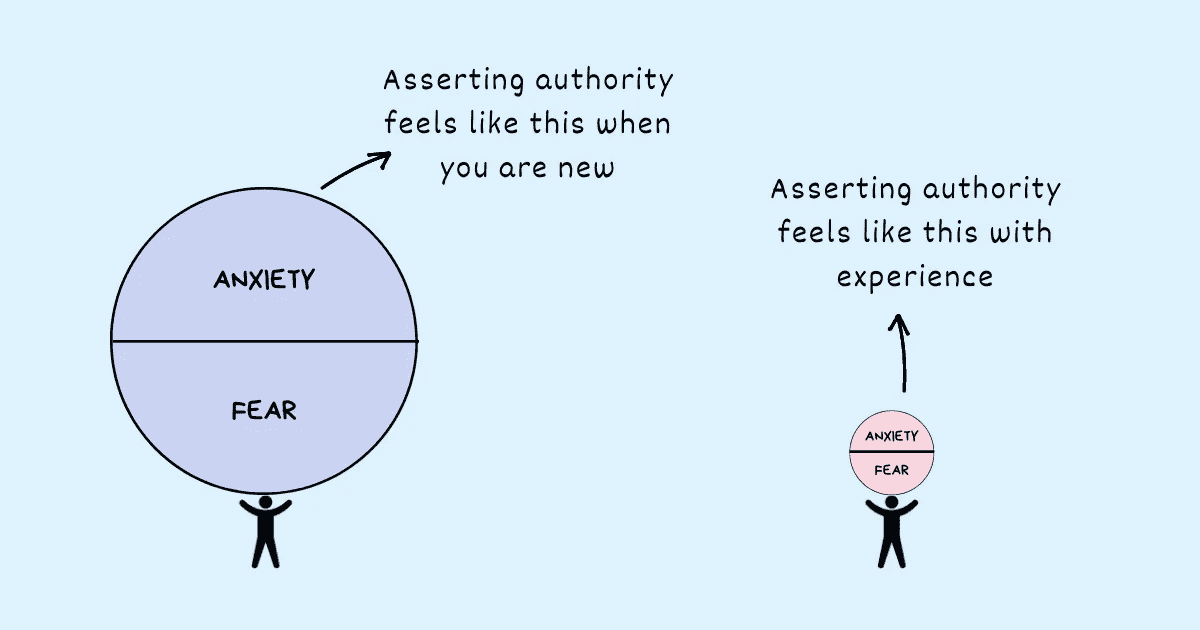 Asserting authority
feels like this when
you are new
ANXIETY
FEAR
Asserting authority
feels like this with
experience
ANXIETY
FEAR